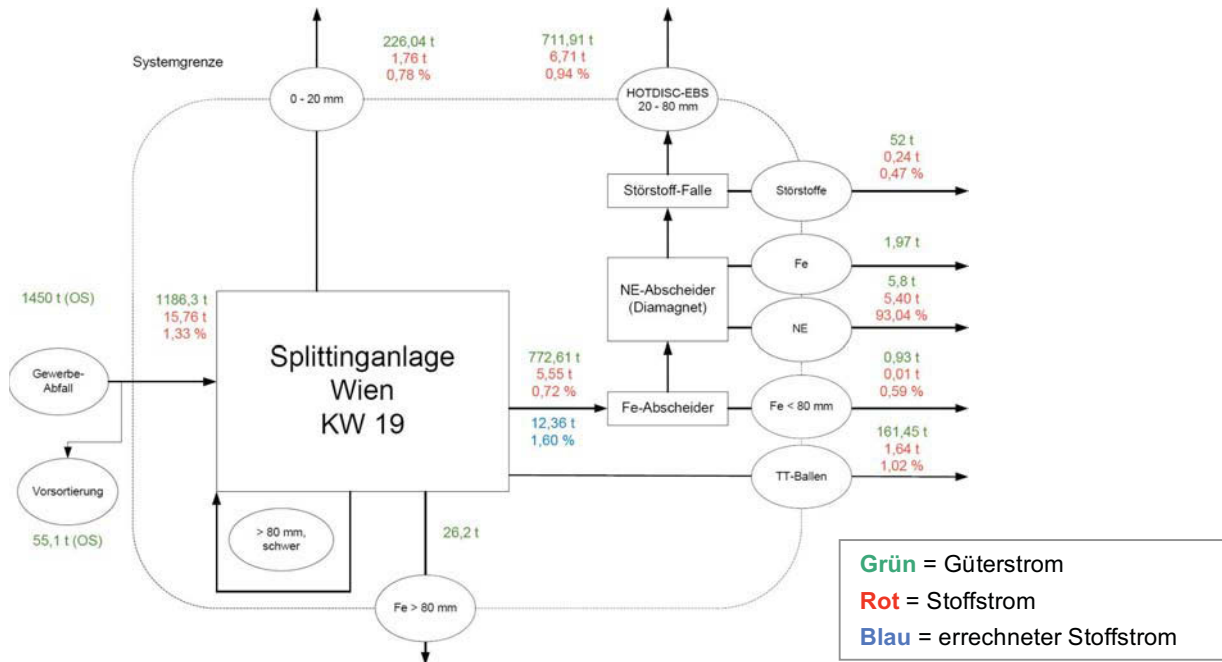 Systemgrenze
226,04 t
1,76 t
0,78 %
711,91 t
6,71 t
0,94 %
0 - 20 mm
HOTDISC-EBS
20 - 80 mm
52 t
0,24 t
0,47 %
Störstoff-Falle
Störstoffe
1,97 t
Fe
NE-Abscheider
(Diamagnet)
5,8 t
5,40 t
93,04 %
NE
1450 t (OS)
1186,3 t
15,76 t
1,33 %
Splittinganlage
Wien
KW 19
Gewerbe-
Abfall
772,61 t
5,55 t
0,72 %
12,36 t
1,60 %
Fe-Abscheider
Fe < 80 mm
0,93 t
0,01 t
0,59 %
161,45 t
1,64 t
1,02 %
TT-Ballen
Vorsortierung
55,1 t (OS)
> 80 mm,
schwer
26,2 t
Fe > 80 mm
Grün = Güterstrom
Rot = Stoffstrom
Blau = errechneter Stoffstrom